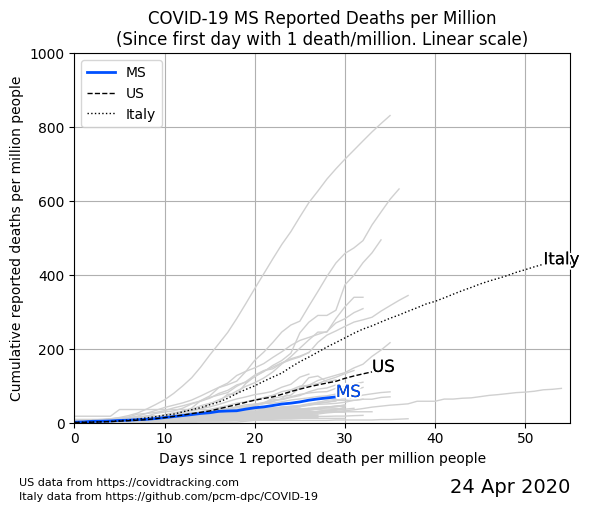 COVID-19 MS Reported Deaths per Million
(Since first day with 1 death/million. Linear scale)
Cumulative reported deaths per million people
1000
800
600
400
200
0
MS
US
Italy
Italy
US
MS
0 10 20 30 40 50
Days since 1 reported death per million people
US data from https://covidtracking.com
Italy data from https://github.com/pcm-dpc/COVID-19
24 Apr 2020